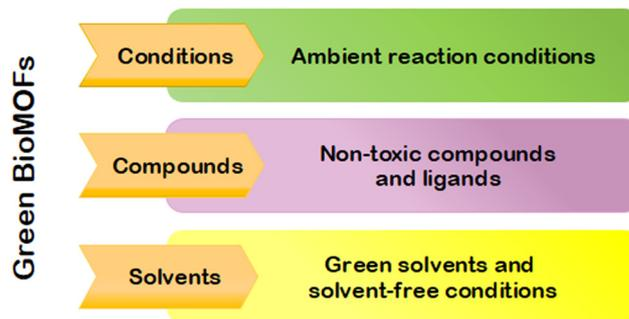 Green BioMOFs
Conditions
Ambient reaction conditions
Compounds
Non-toxic compounds
and ligands
Solvents
Green solvents and
solvent-free conditions